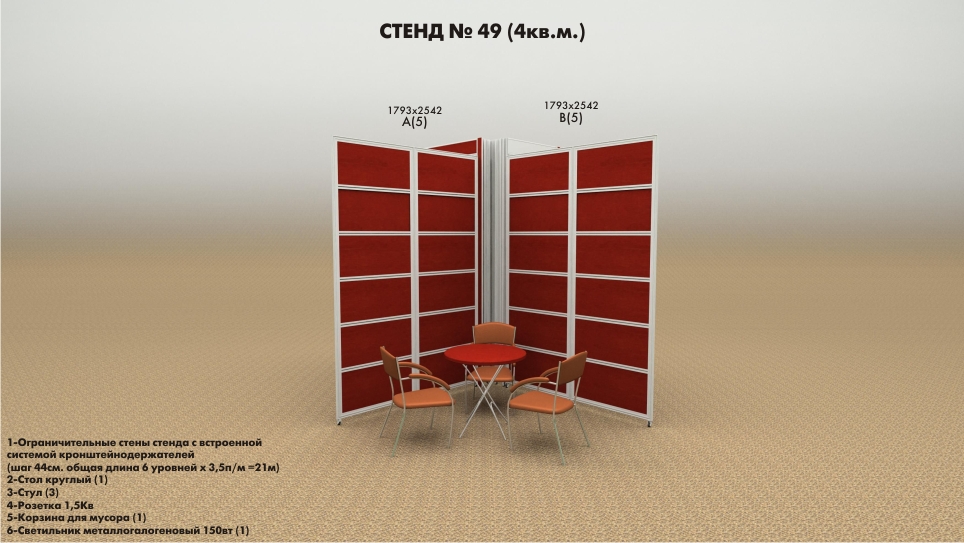 СТЕНД № 49 (4кв.м.)
1793x2542
A(5)
1793x2542
B(5)
1-Ограничительные стены стенда с встроенной
системой кронштейнодержателей
(шаг 44см. общая длина 6 уровней х 3,5п/м =21м)
2-Стол круглый (1)
3-Стул (3)
4-Розетка 1,5Кв
5-Корзина для мусора (1)
6-Светильник металлогалогеновый 150вт (1)